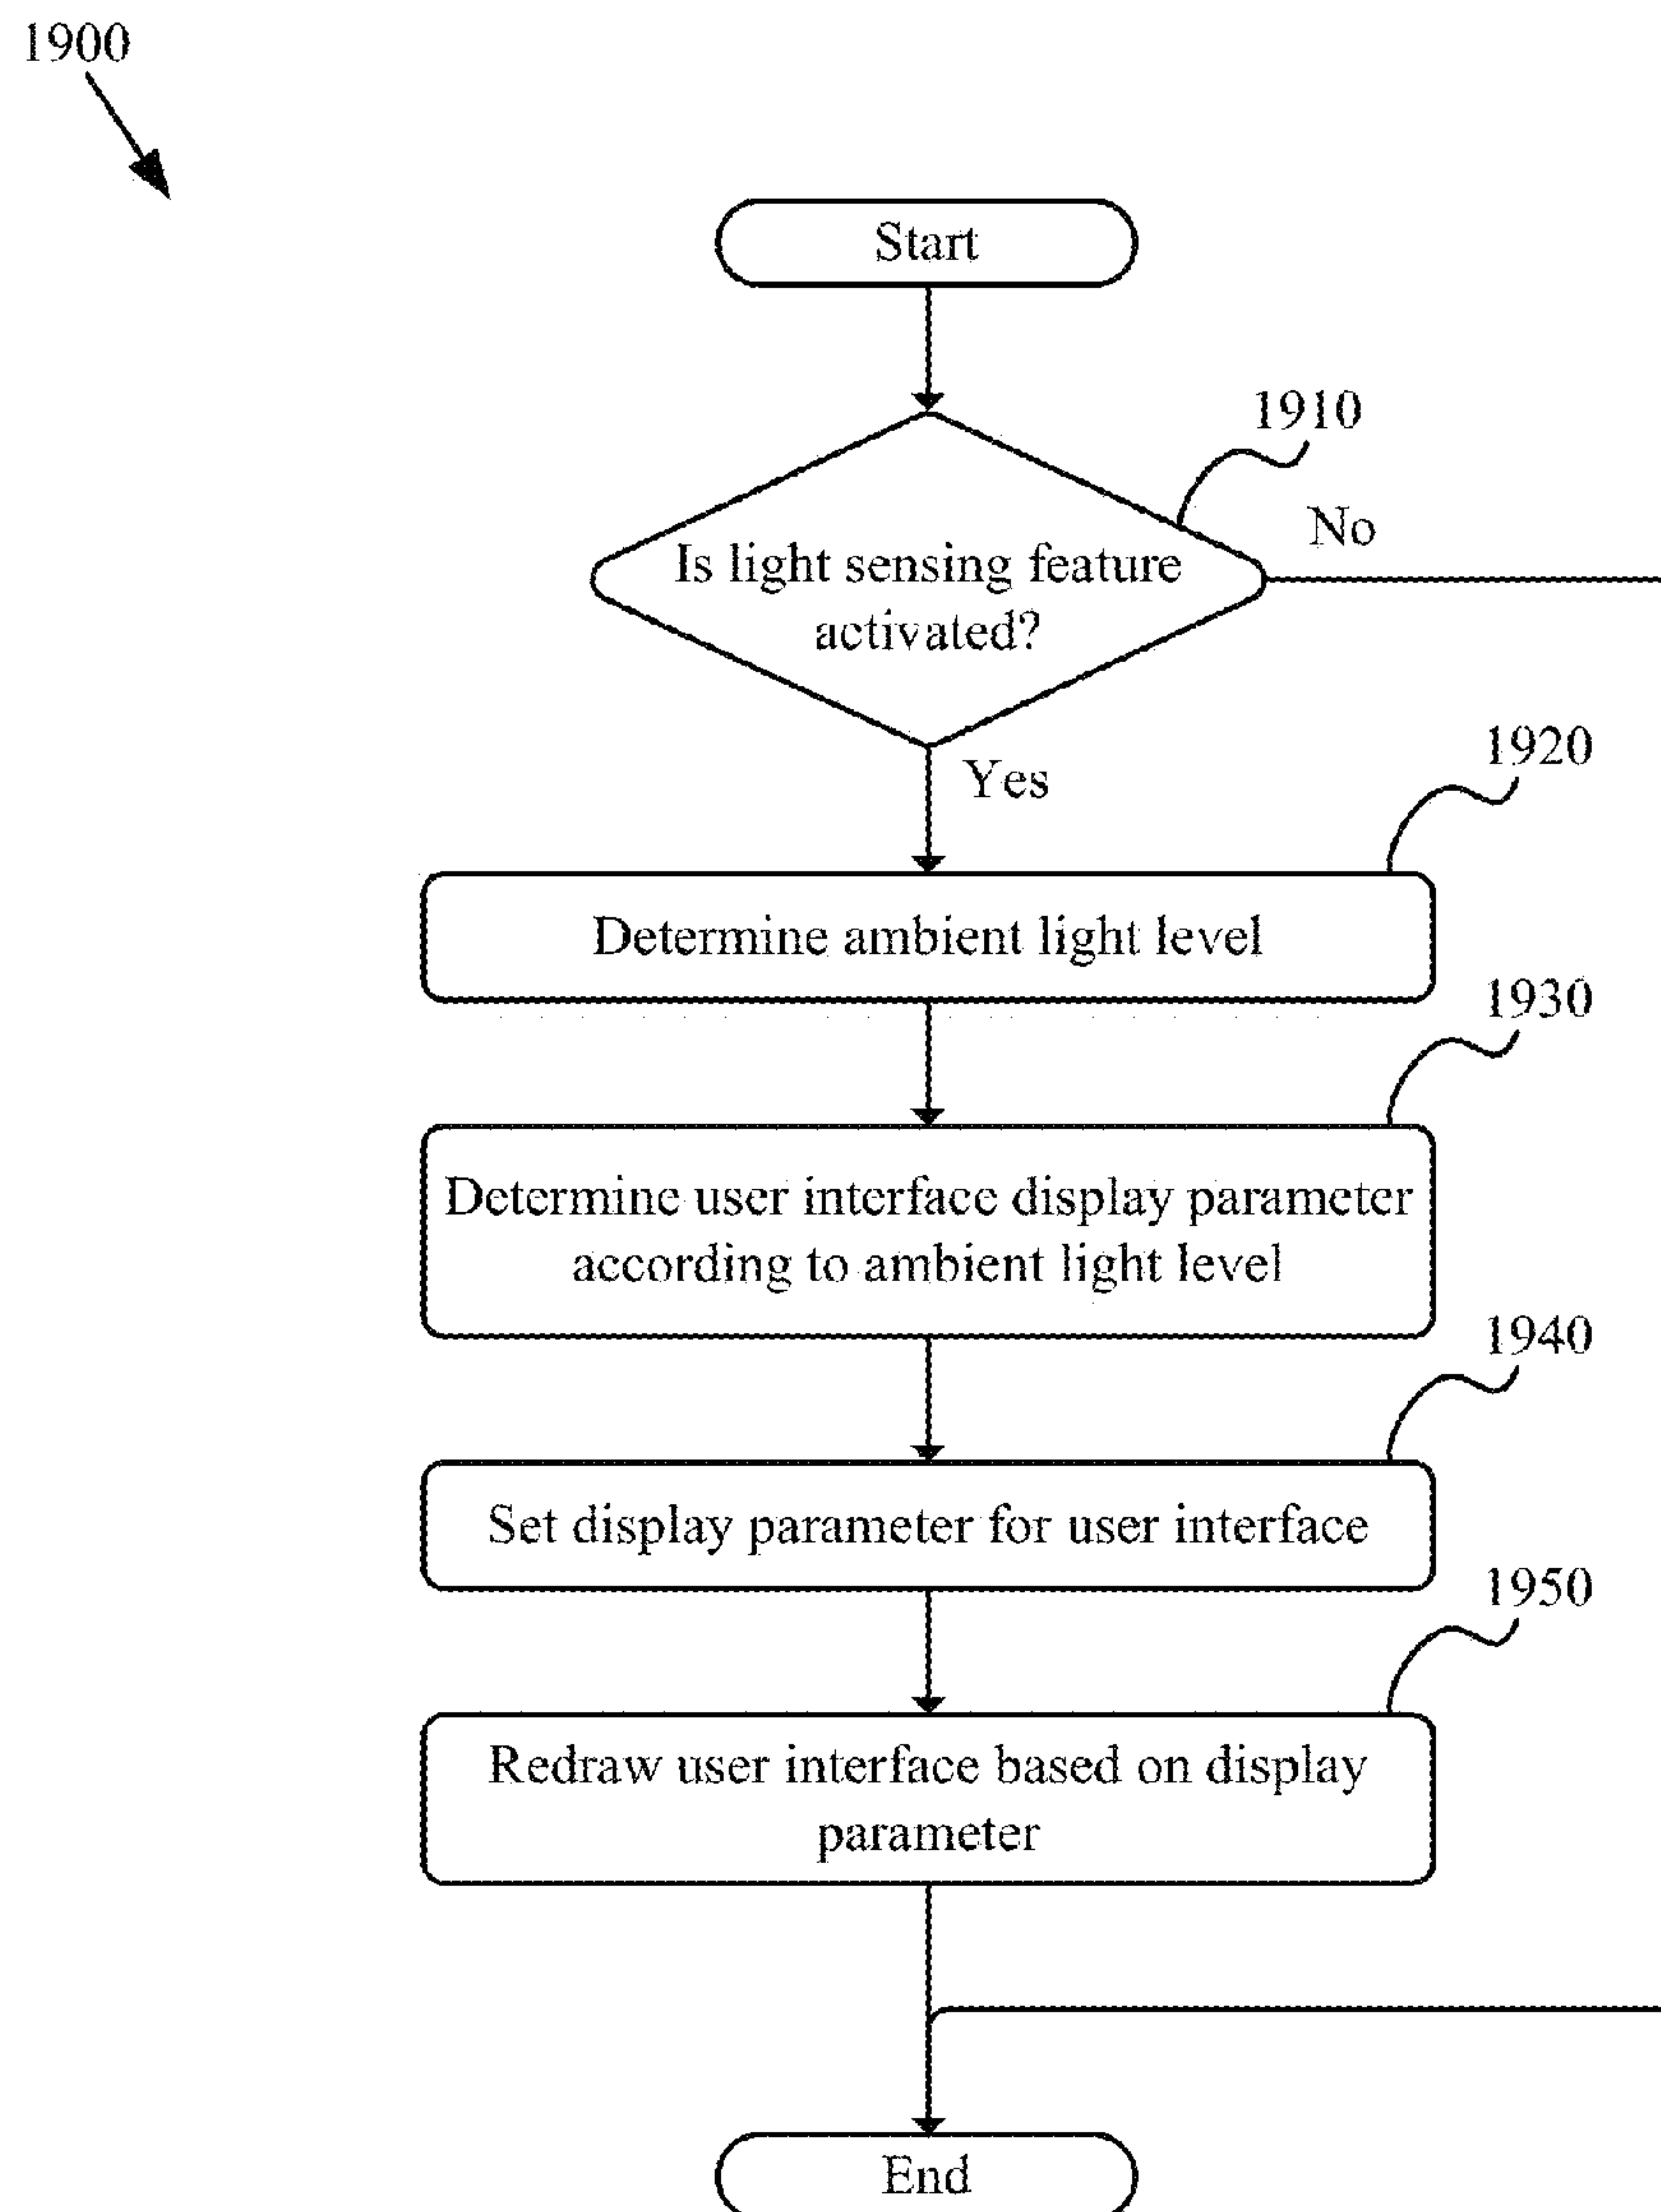 1900
Start
1910
No
Is light sensing feature
activated?
Yes
1920
Determine ambient light level
1930
Determine user interface display parameter
according to ambient light level
1940
Set display parameter for user interface
1950
Redraw user interface based on display
parameter
End